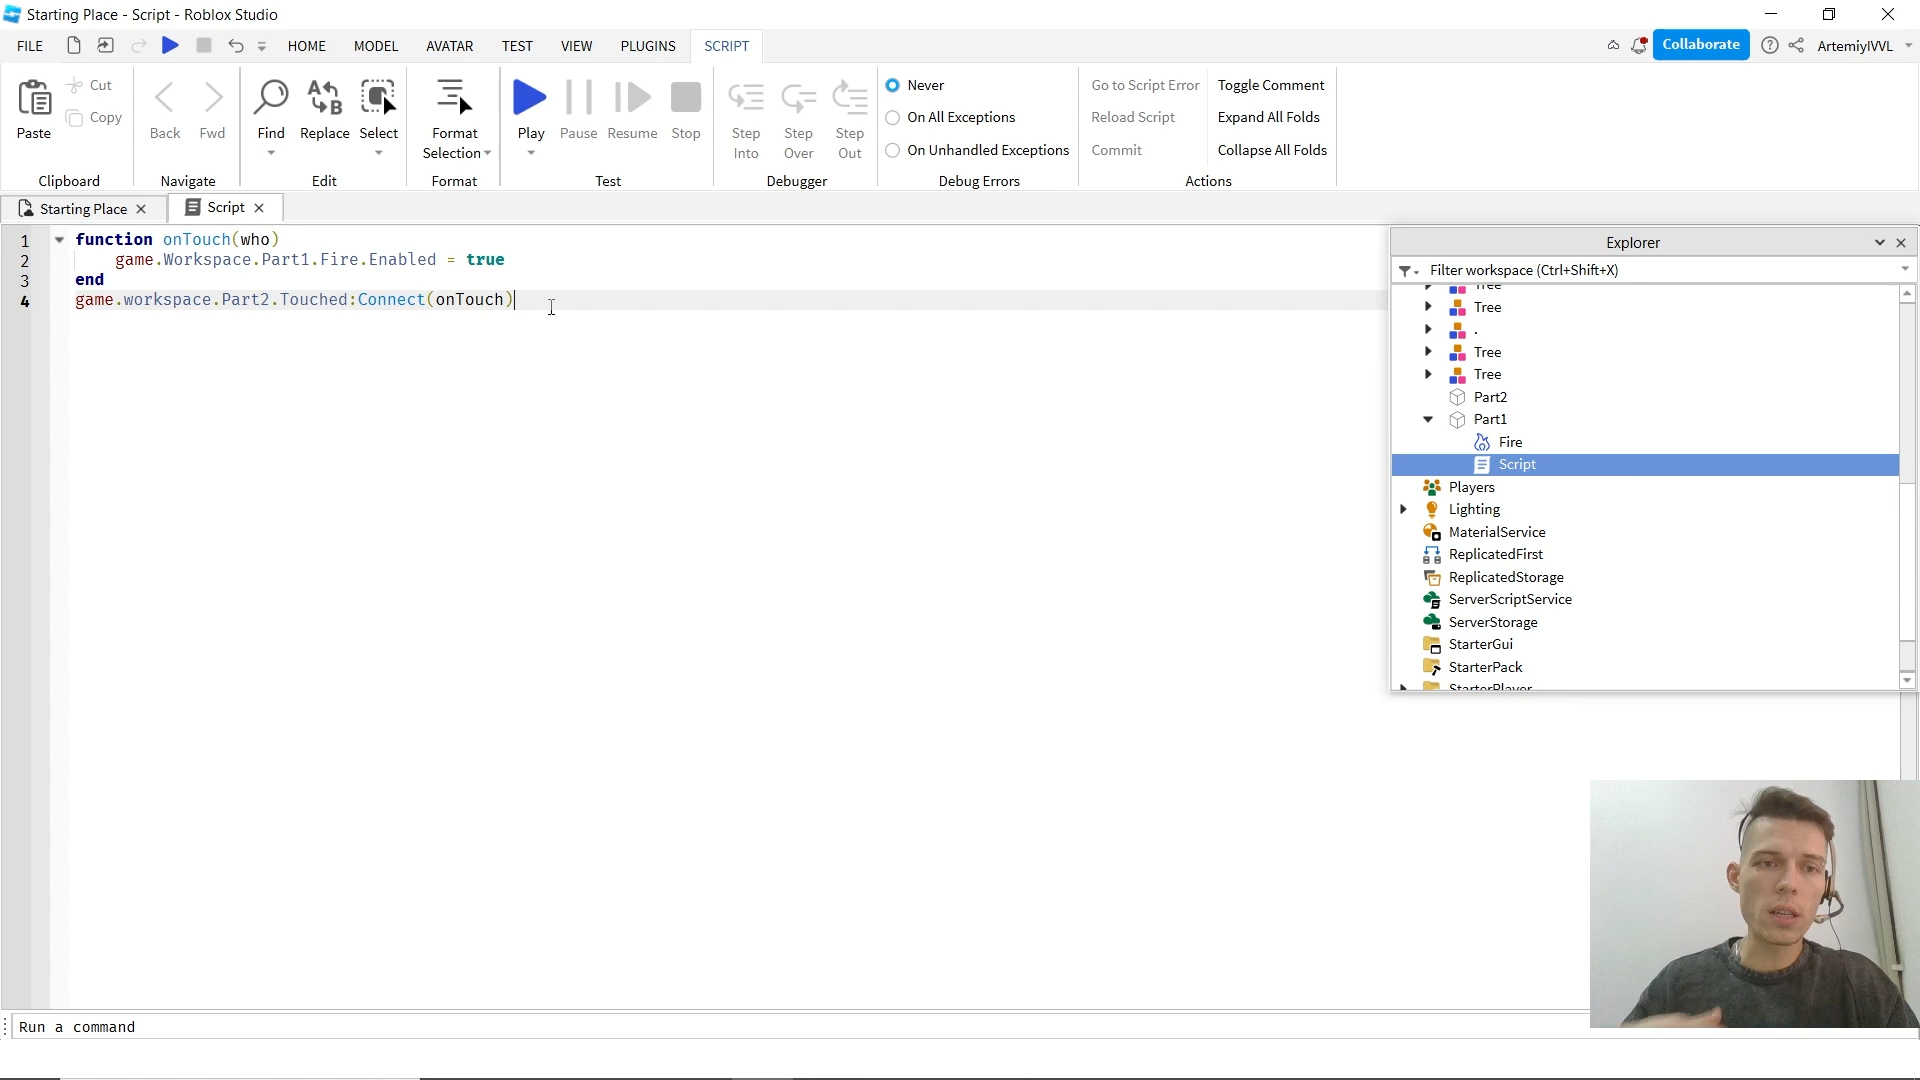 Starting Place - Script - Roblox Studio
FILE HOME MODEL AVATAR TEST VIEW PLUGINS SCRIPT Collaborate ArtemiyIVVL
Paste Cut Copy
Clipboard
Back Fwd
Navigate
Find Replace Select
Edit
Format Selection
Format
Play Pause Resume Stop
Test
Step Into Step Over Step Out
Debugger
Never
On All Exceptions
On Unhandled Exceptions
Debug Errors
Go to Script Error Toggle Comment
Reload Script Expand All Folds
Commit Collapse All Folds
Actions
Starting Place Script
1 function onTouch(who)
2 game.Workspace.Part1.Fire.Enabled = true
3 end
4 game.workspace.Part2.Touched:Connect(onTouch)
Explorer
Filter workspace (Ctrl+Shift+X)
Tree
Tree
.
Tree
Tree
Part2
Part1
Fire
Script
Players
Lighting
MaterialService
ReplicatedFirst
ReplicatedStorage
ServerScriptService
ServerStorage
StarterGui
StarterPack
StarterPlayer
Run a command